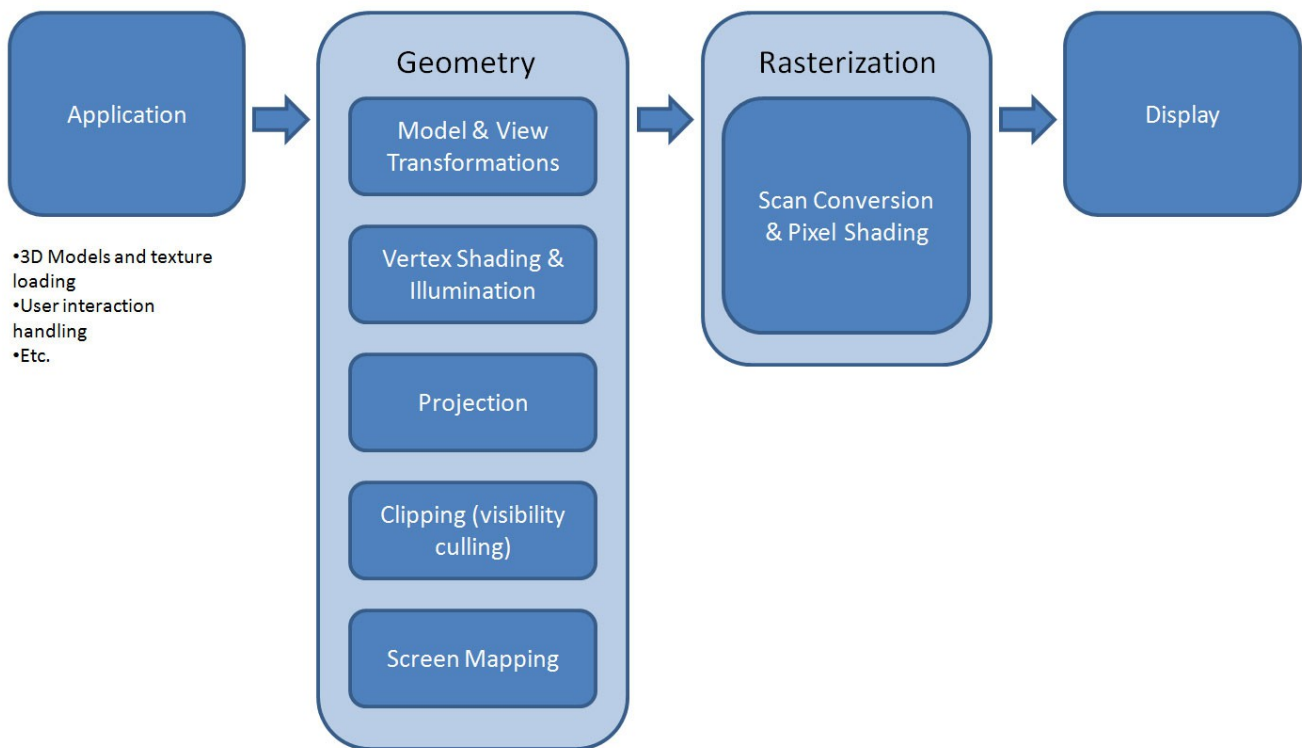 Application
•3D Models and texture
loading
•User interaction
handling
•Etc.
Geometry
Model & View
Transformations
Vertex Shading &
Illumination
Projection
Clipping (visibility
culling)
Screen Mapping
Rasterization
Scan Conversion
& Pixel Shading
Display